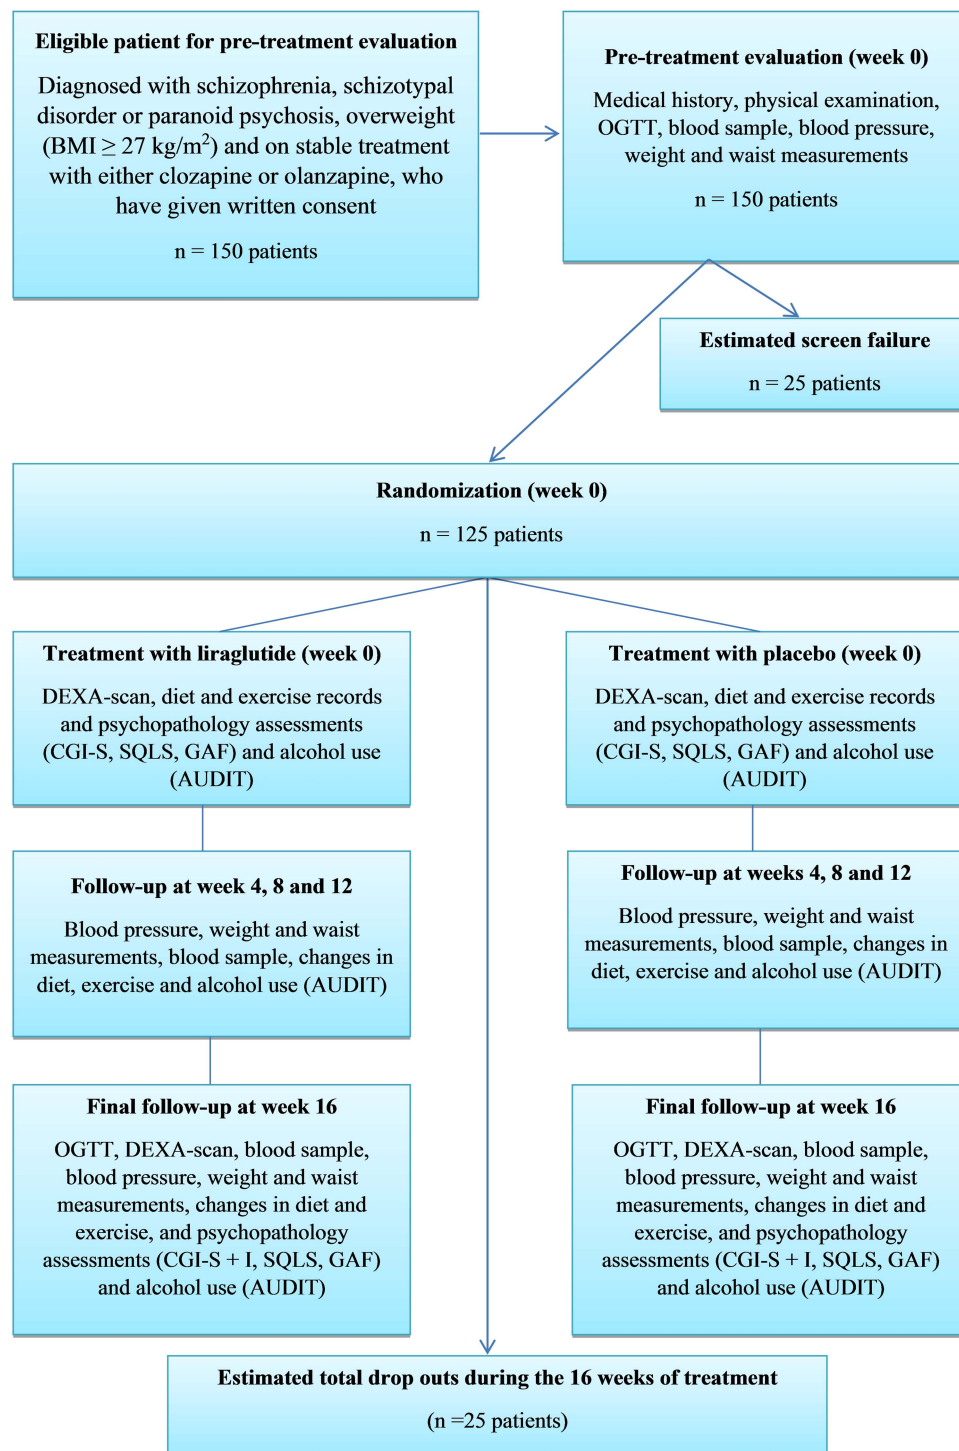 Eligible patient for pre-treatment evaluation
Diagnosed with schizophrenia, schizotypal
disorder or paranoid psychosis, overweight
(BMI ≥ 27 kg/m²) and on stable treatment
with either clozapine or olanzapine, who
have given written consent
n = 150 patients
Pre-treatment evaluation (week 0)
Medical history, physical examination,
OGTT, blood sample, blood pressure,
weight and waist measurements
n = 150 patients
Estimated screen failure
n = 25 patients
Randomization (week 0)
n = 125 patients
Treatment with liraglutide (week 0)
DEXA-scan, diet and exercise records
and psychopathology assessments
(CGI-S, SQLS, GAF) and alcohol use
(AUDIT)
Treatment with placebo (week 0)
DEXA-scan, diet and exercise records
and psychopathology assessments
(CGI-S, SQLS, GAF) and alcohol use
(AUDIT)
Follow-up at week 4, 8 and 12
Blood pressure, weight and waist
measurements, blood sample, changes in
diet, exercise and alcohol use (AUDIT)
Follow-up at weeks 4, 8 and 12
Blood pressure, weight and waist
measurements, blood sample, changes in
diet, exercise and alcohol use (AUDIT)
Final follow-up at week 16
OGTT, DEXA-scan, blood sample,
blood pressure, weight and waist
measurements, changes in diet and
exercise, and psychopathology
assessments (CGI-S + I, SQLS, GAF)
and alcohol use (AUDIT)
Final follow-up at week 16
OGTT, DEXA-scan, blood sample,
blood pressure, weight and waist
measurements, changes in diet and
exercise, and psychopathology
assessments (CGI-S + I, SQLS, GAF)
and alcohol use (AUDIT)
Estimated total drop outs during the 16 weeks of treatment
(n =25 patients)